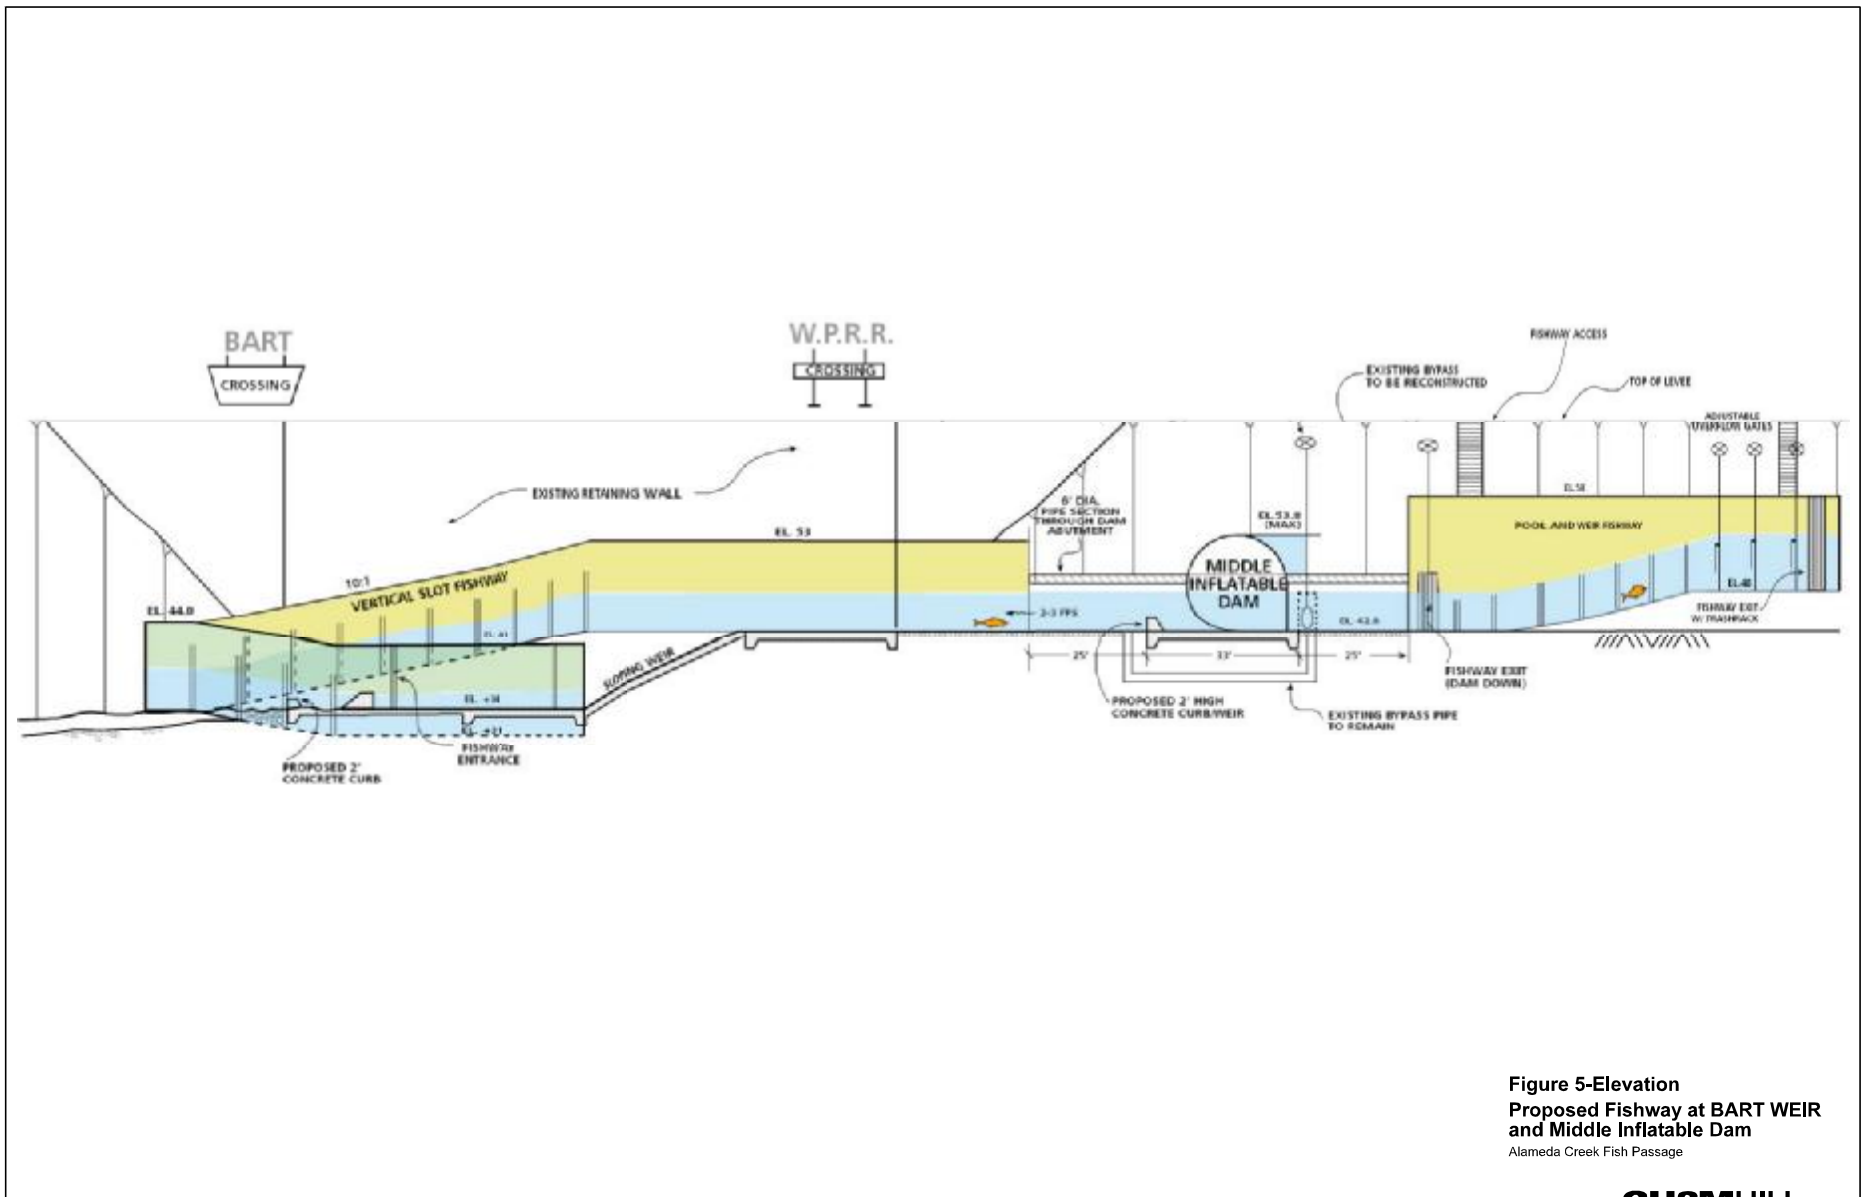 BART
CROSSING
W.P.R.R.
CROSSING
FISHWAY ACCESS
EXISTING BYPASS
TO BE RECONSTRUCTED
TOP OF LEVEE
ADJUSTABLE
OVERFLOW GATES
EXISTING RETAINING WALL
6' DIA.
PIPE SECTION
THROUGH DAM
ABUTMENT
EL.53.0
(MAX)
EL.50
EL. 53
POOL AND WEIR FISHWAY
10:1
VERTICAL SLOT FISHWAY
MIDDLE
INFLATABLE
DAM
EL. 44.0
2-3 FPS
FISHWAY EXIT
W/ TRASHRACK
25'
33'
25'
SLOPING WEIR
FISHWAY EXIT
(DAM DOWN)
PROPOSED 2' HIGH
CONCRETE CURB/WEIR
EXISTING BYPASS PIPE
TO REMAIN
FISHWAY
ENTRANCE
PROPOSED 2'
CONCRETE CURB
Figure 5-Elevation
Proposed Fishway at BART WEIR
and Middle Inflatable Dam
Alameda Creek Fish Passage